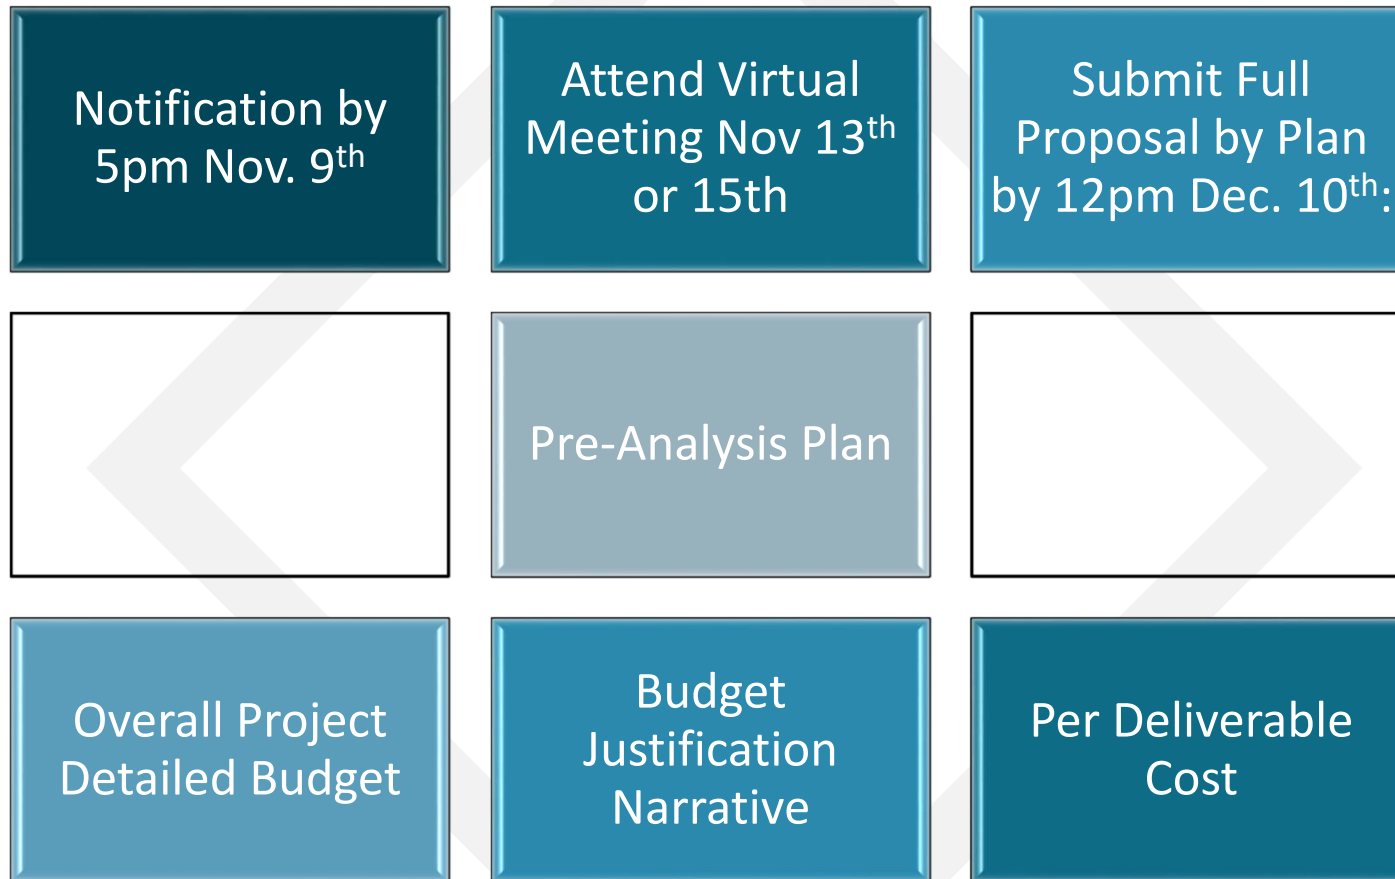 Notification by
5pm Nov. 9th
Attend Virtual
Meeting Nov 13th
or 15th
Submit Full
Proposal by Plan
by 12pm Dec. 10th:
Pre-Analysis Plan
Overall Project
Detailed Budget
Budget
Justification
Narrative
Per Deliverable
Cost